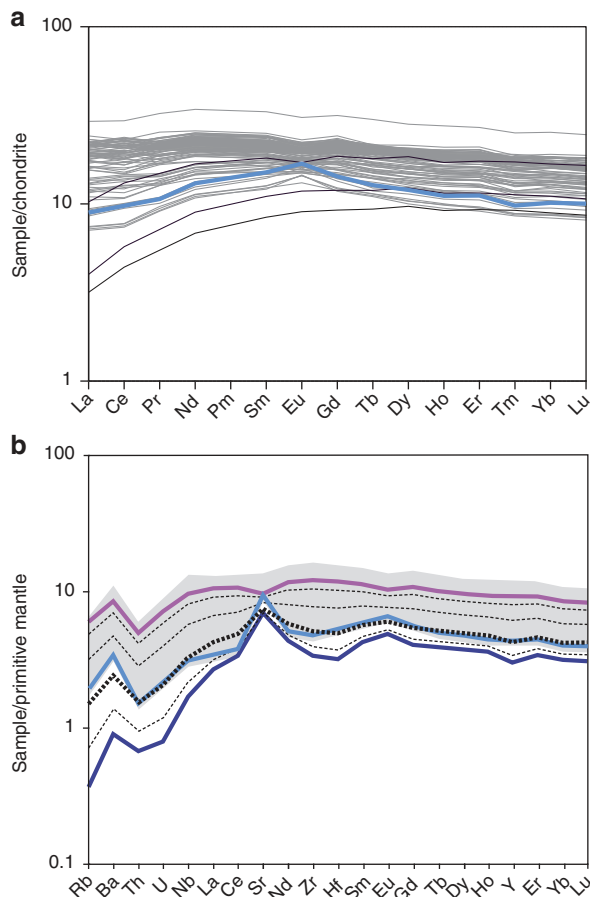 a
100
10
1
Sample/chondrite
La Ce Pr Nd Pm Sm Eu Gd Tb Dy Ho Er Tm Yb Lu
b
100
10
1
0.1
Sample/primitive mantle
Rb Ba Th U Nb La Ce Sr Nd Zr Hf Sm Eu Gd Tb Dy Ho Y Er Yb Lu